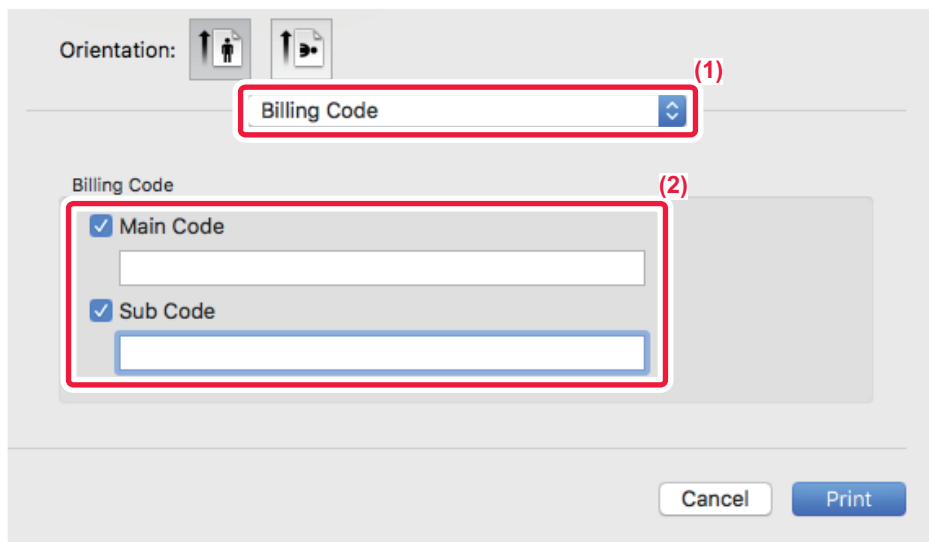 Orientation:
(1)
Billing Code
Billing Code
(2)
Main Code
Sub Code
Cancel
Print